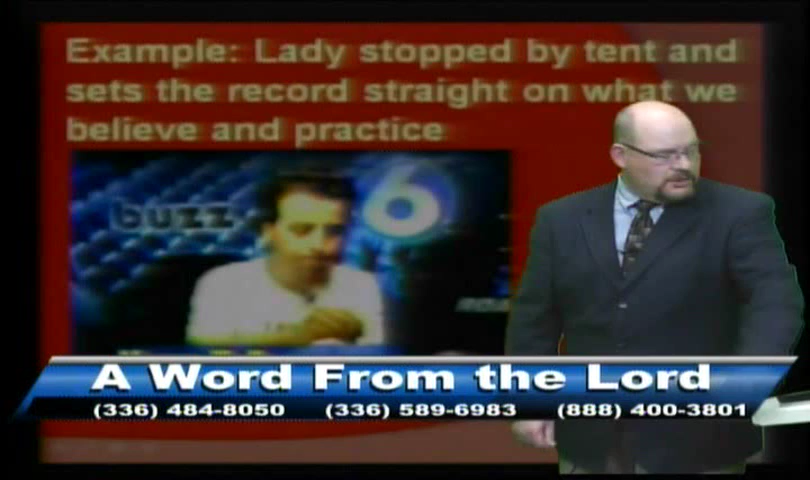 Example: Lady stopped by tent and
sets the record straight on what we
believe and practice
buzz 6
A Word From the Lord
(336) 484-8050 (336) 589-6983 (888) 400-3801